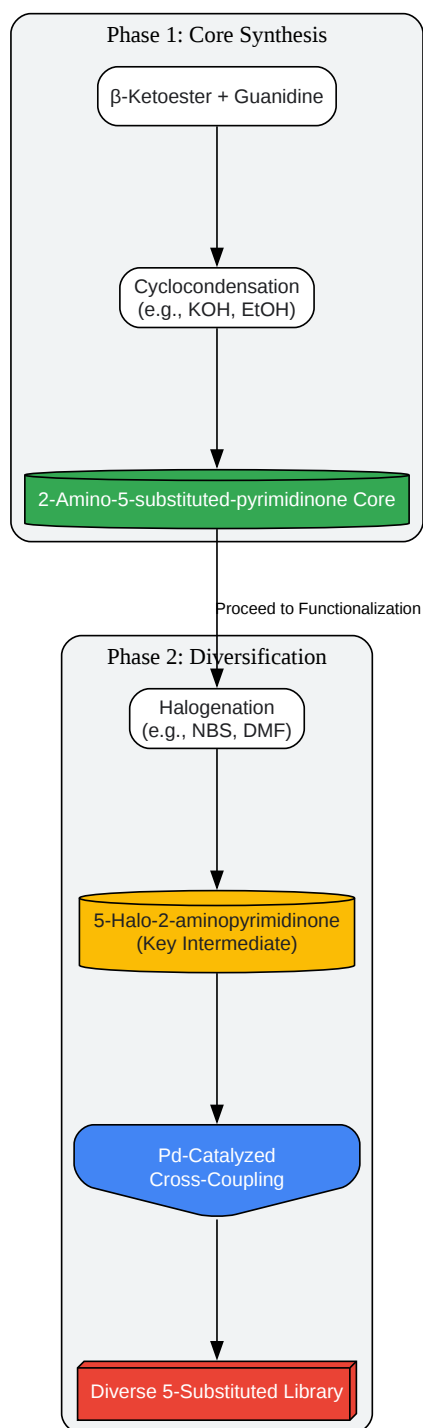 Phase 1: Core Synthesis
β-Ketoester + Guanidine
Cyclocondensation
(e.g., KOH, EtOH)
2-Amino-5-substituted-pyrimidinone Core
Proceed to Functionalization
Phase 2: Diversification
Halogenation
(e.g., NBS, DMF)
5-Halo-2-aminopyrimidinone
(Key Intermediate)
Pd-Catalyzed
Cross-Coupling
Diverse 5-Substituted Library